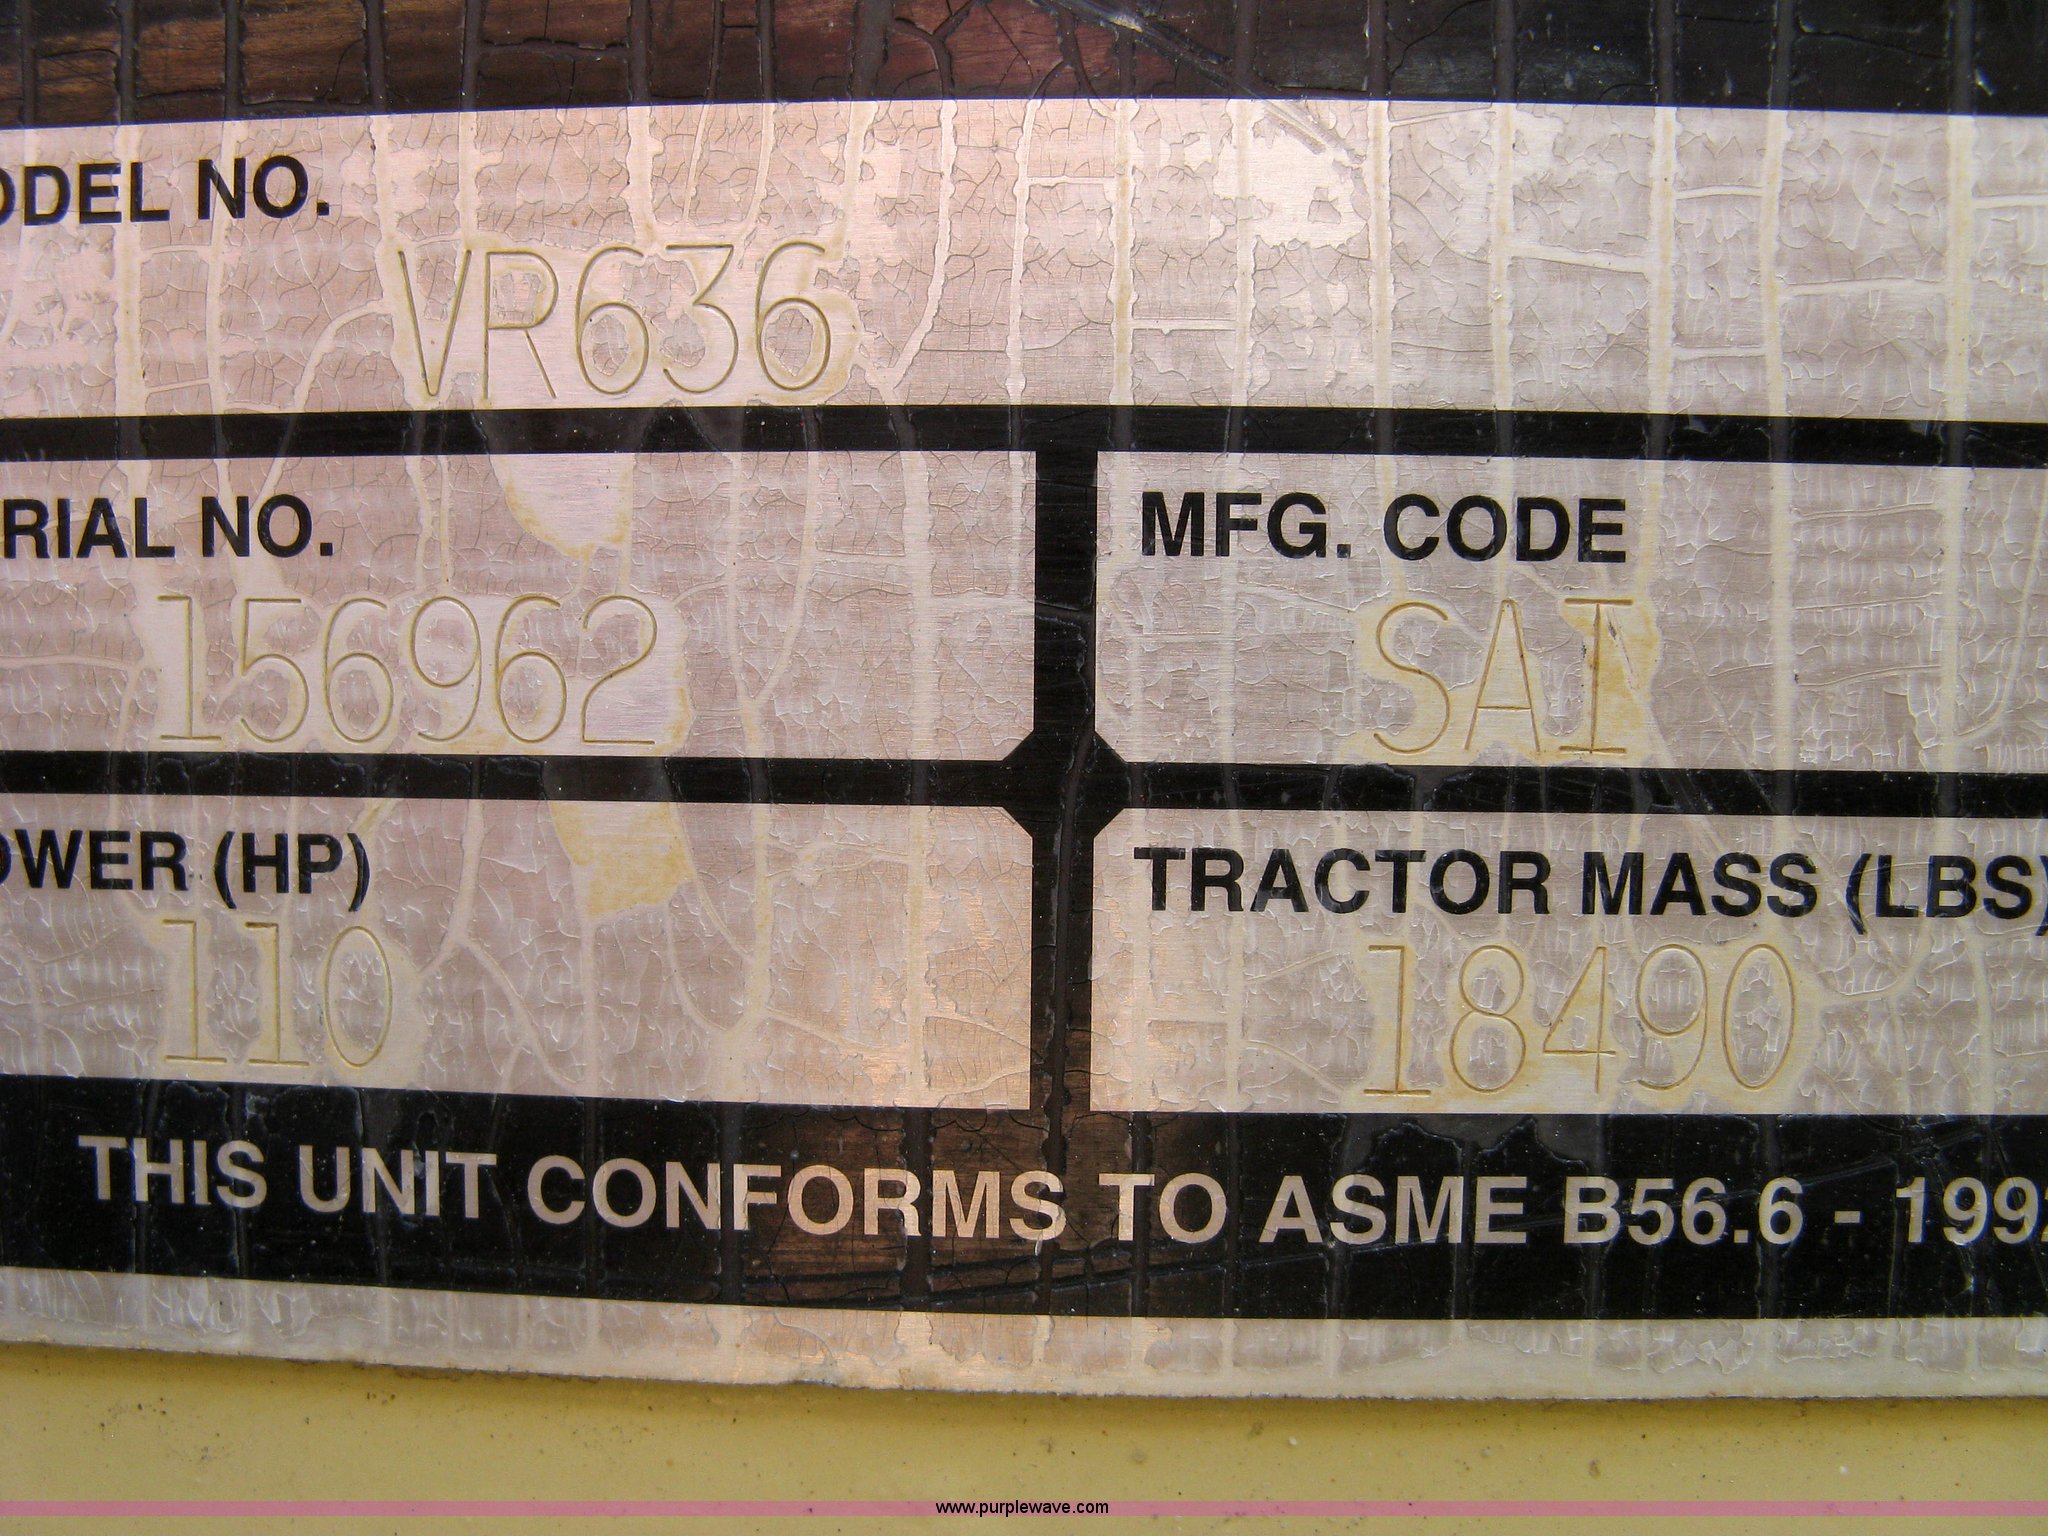 ODEL NO.
VR636
RIAL NO.
156962
MFG. CODE
SAI
OWER (HP)
110
TRACTOR MASS (LBS)
18490
THIS UNIT CONFORMS TO ASME B56.6 - 1992
www.purplewave.com